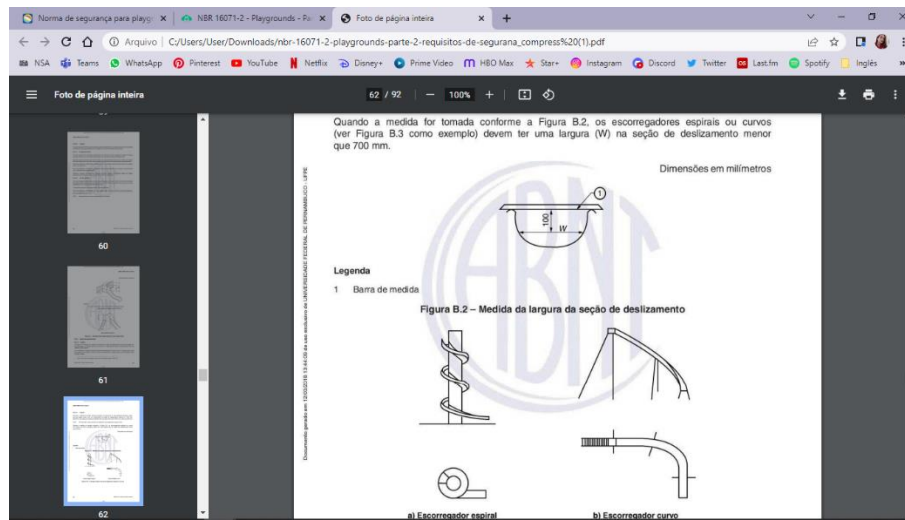 Norma de segurança para playg
NBR 16071-2 - Playgrounds - Pa
Foto de página inteira
Arquivo | C:/Users/User/Downloads/nbr-16071-2-playgrounds-parte-2-requisitos-de-segurana_compress%20(1).pdf
NSA Teams WhatsApp Pinterest YouTube Netflix Disney+ Prime Video HBO Max Star+ Instagram Discord Twitter Last.fm Spotify Inglês
Foto de página inteira
62 / 92
100%
60
61
62
Quando a medida for tomada conforme a Figura B.2, os escorregadores espirais ou curvos
(ver Figura B.3 como exemplo) devem ter uma largura (W) na seção de deslizamento menor
que 700 mm.
Dimensões em milímetros
1
100
W
ABNT
Legenda
1 Barra de medida
Figura B.2 – Medida da largura da seção de deslizamento
a) Escorregador espiral
b) Escorregador curvo